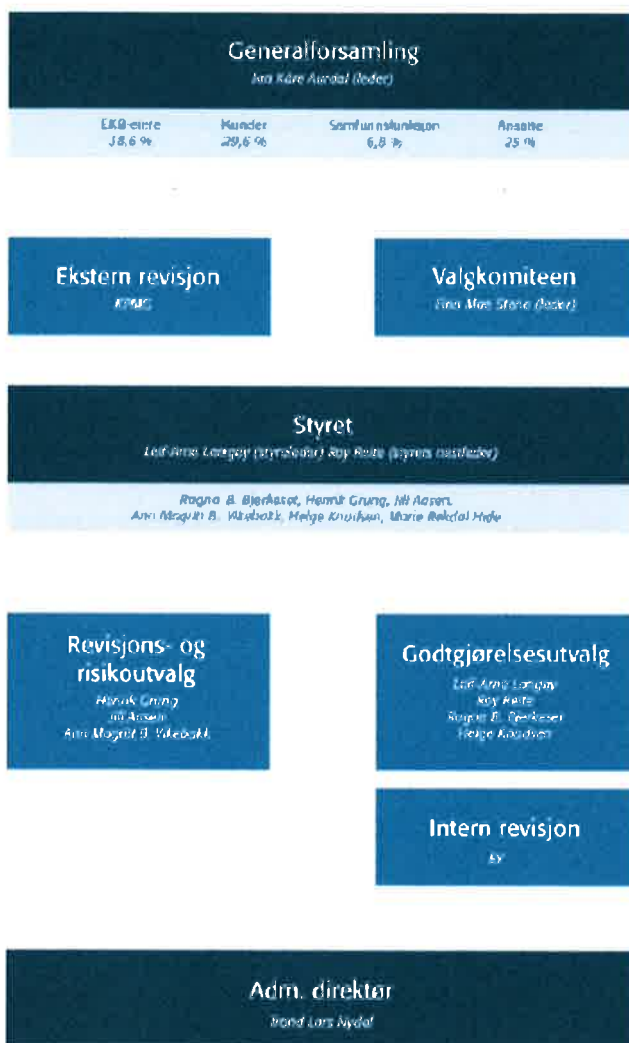 Generalforsamling
Kåre (leder)
EKB-eiere Kunder Samfunnsfunksjon Ansatte
38,6 % 29,6 % 6,8 % 25 %
Ekstern revisjon
KPMG
Valgkomiteen
Finn Moe Stene (leder)
Styret
Leif-Arne Langøy (styreleder) Roy Reite (styrets nestleder)
Ragna B. Bjerkeset, Henrik Grung, Jill Aasen,
Ann Magritt B. Vikebakk, Helge Knudsen, Marie Rekdal Hide
Revisjons- og
risikoutvalg
Henrik Grung
Jill Aasen
Ann Magritt B. Vikebakk
Godtgjørelsesutvalg
Leif-Arne Langøy
Roy Reite
Ragna B. Bjerkeset
Helge Knudsen
Intern revisjon
EY
Adm. direktør
Trond Lars Nydal